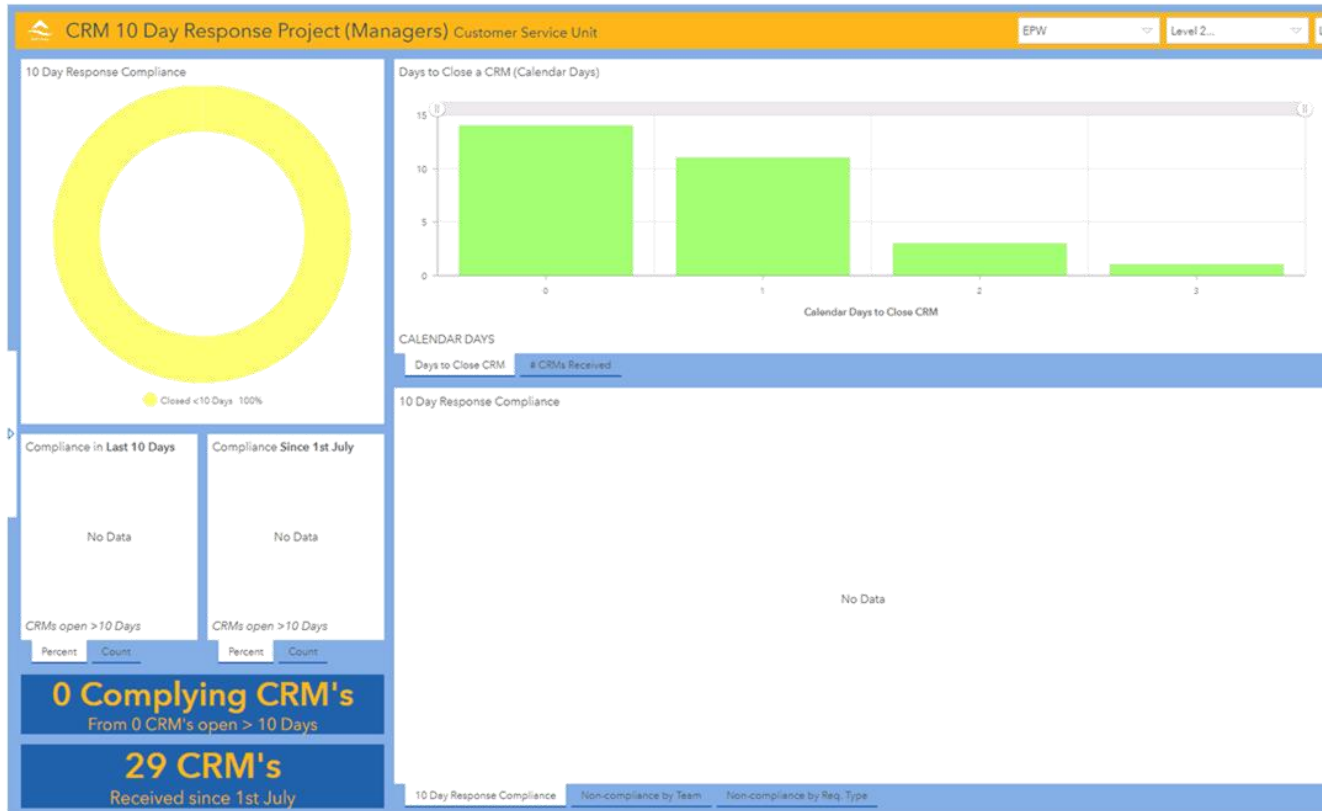 CRM 10 Day Response Project (Managers) Customer Service Unit
EPW
Level 2...
10 Day Response Compliance
Closed <10 Days 100%
Days to Close a CRM (Calendar Days)
15
10
5
0
0 1 2 3
Calendar Days to Close CRM
CALENDAR DAYS
Days to Close CRM
# CRMs Received
Compliance in Last 10 Days
No Data
CRMs open >10 Days
Percent
Count
Compliance Since 1st July
No Data
CRMs open >10 Days
Percent
Count
0 Complying CRM's
From 0 CRM's open > 10 Days
29 CRM's
Received since 1st July
10 Day Response Compliance
No Data
10 Day Response Compliance
Non-compliance by Team
Non-compliance by Req. Type